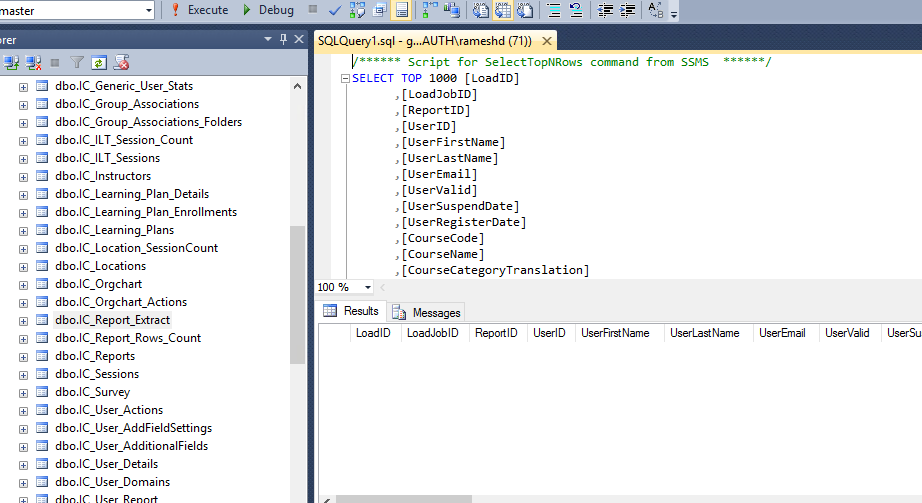 master
Execute
Debug
orer
SQLQuery1.sql - g...AUTH\rameshd (71))
dbo.IC_Generic_User_Stats
dbo.IC_Group_Associations
dbo.IC_Group_Associations_Folders
dbo.IC_ILT_Session_Count
dbo.IC_ILT_Sessions
dbo.IC_Instructors
dbo.IC_Learning_Plan_Details
dbo.IC_Learning_Plan_Enrollments
dbo.IC_Learning_Plans
dbo.IC_Location_SessionCount
dbo.IC_Locations
dbo.IC_Orgchart
dbo.IC_Orgchart_Actions
dbo.IC_Report_Extract
dbo.IC_Report_Rows_Count
dbo.IC_Reports
dbo.IC_Sessions
dbo.IC_Survey
dbo.IC_User_Actions
dbo.IC_User_AddFieldSettings
dbo.IC_User_AdditionalFields
dbo.IC_User_Details
dbo.IC_User_Domains
dbo.IC_User_Report
/****** Script for SelectTopNRows command from SSMS  ******/
SELECT TOP 1000 [LoadID]
,[LoadJobID]
,[ReportID]
,[UserID]
,[UserFirstName]
,[UserLastName]
,[UserEmail]
,[UserValid]
,[UserSuspendDate]
,[UserRegisterDate]
,[CourseCode]
,[CourseName]
,[CourseCategoryTranslation]
100 %
Results
Messages
LoadID LoadJobID ReportID UserID UserFirstName UserLastName UserEmail UserValid UserSu